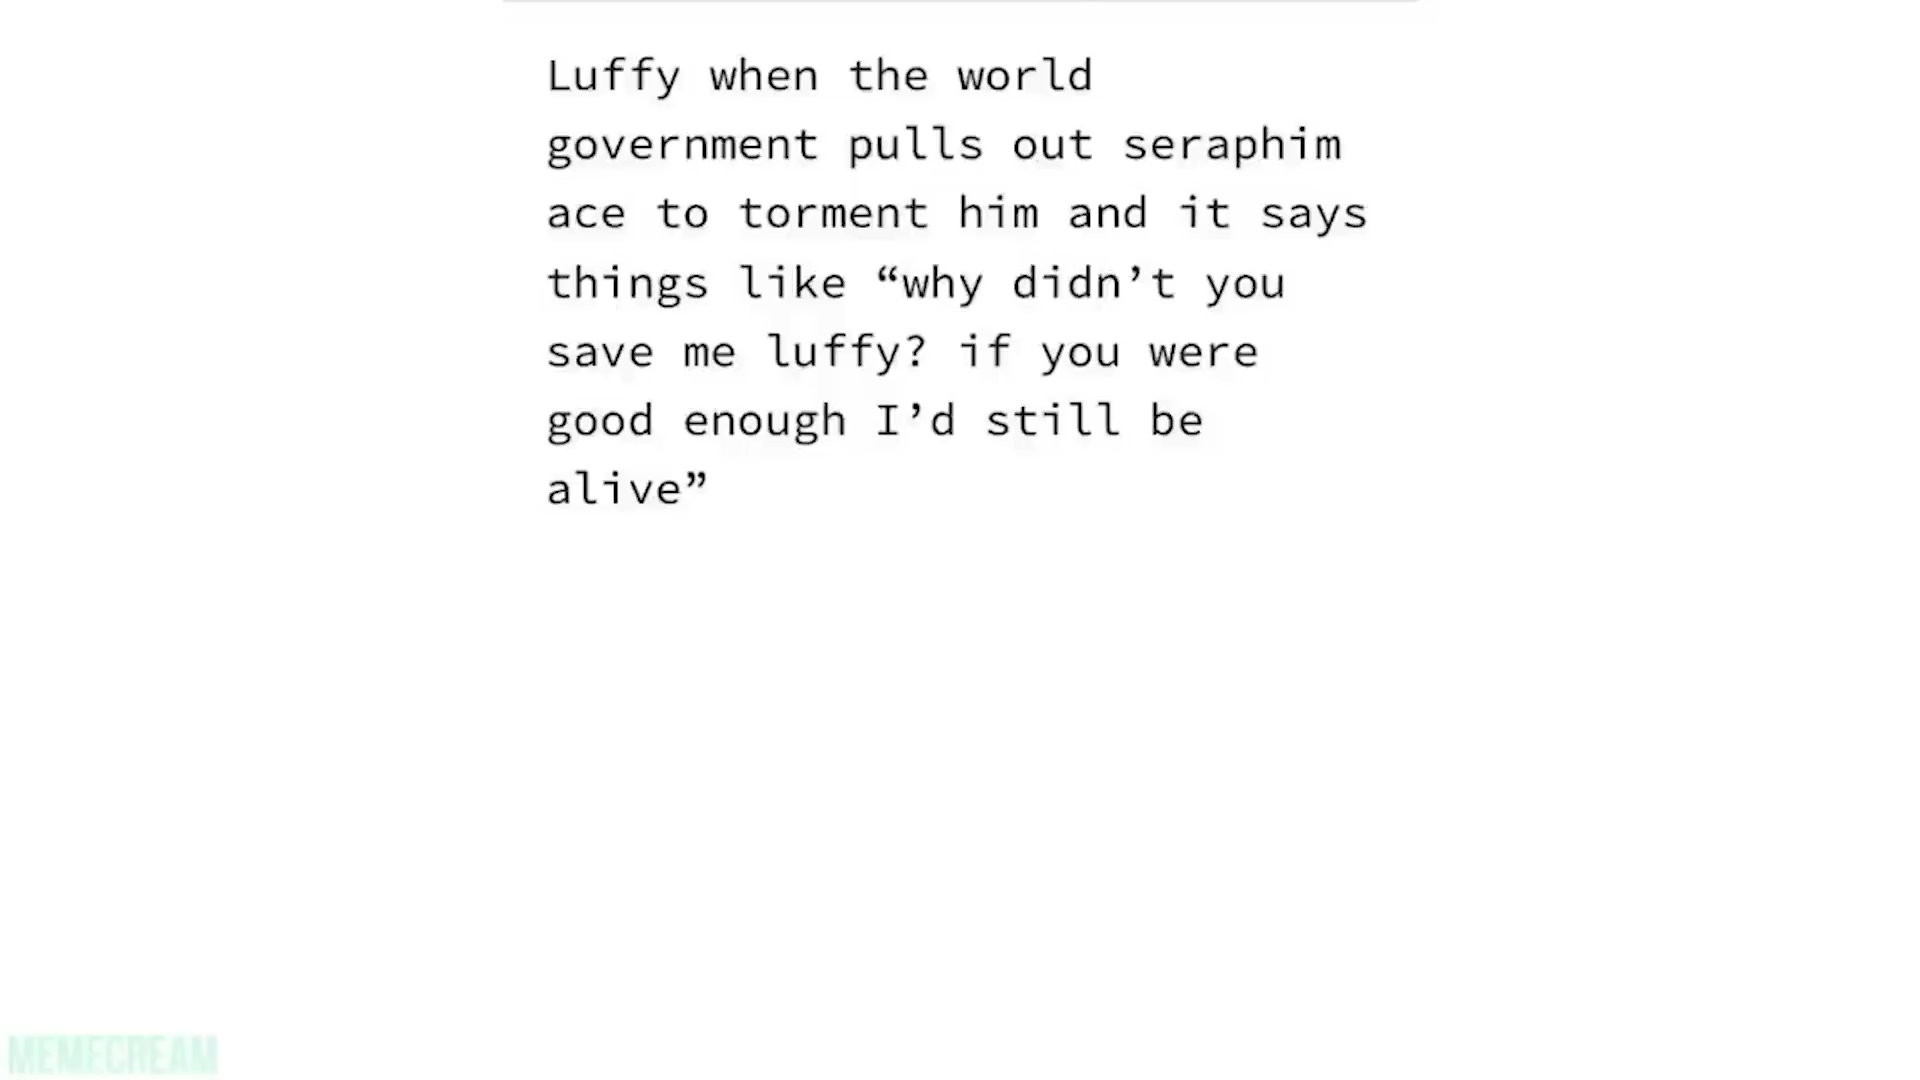 Luffy when the world
government pulls out seraphim
ace to torment him and it says
things like “why didn’t you
save me luffy? if you were
good enough I’d still be
alive”
MEMECREAM